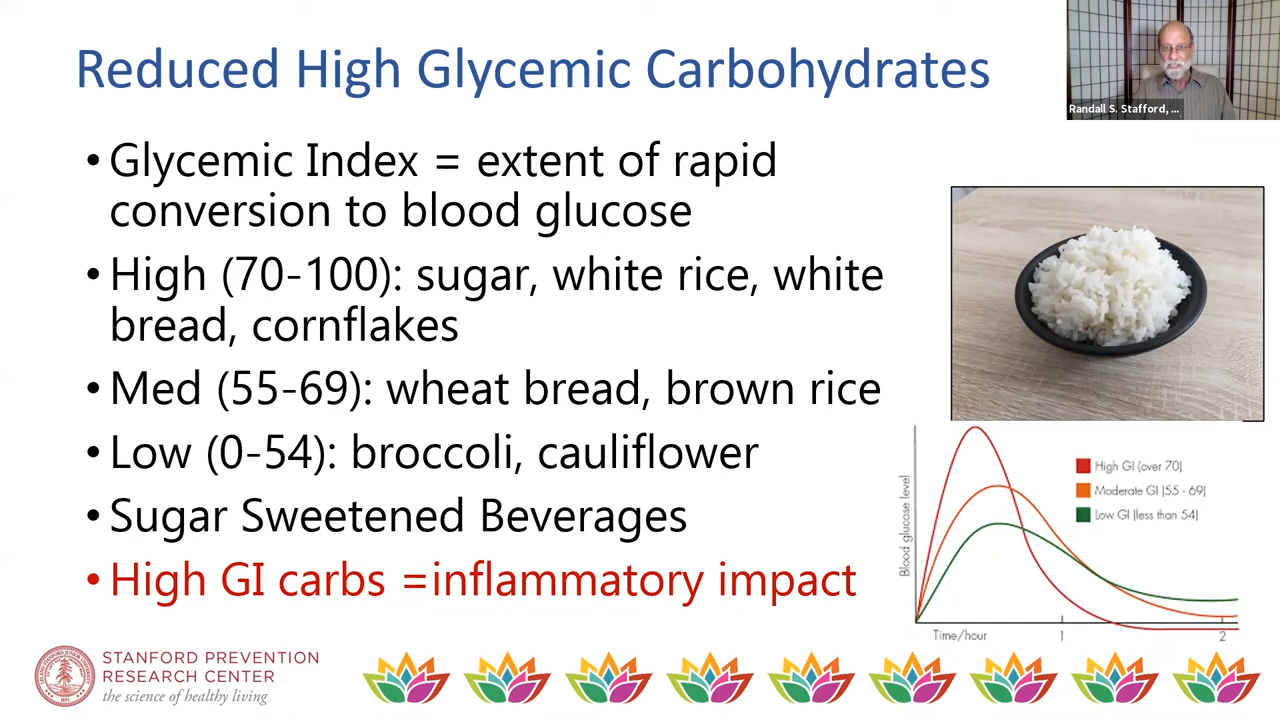 Reduced High Glycemic Carbohydrates
Randall S. Stafford, ...
• Glycemic Index = extent of rapid
conversion to blood glucose
• High (70-100): sugar, white rice, white
bread, cornflakes
• Med (55-69): wheat bread, brown rice
• Low (0-54): broccoli, cauliflower
• Sugar Sweetened Beverages
• High GI carbs =inflammatory impact
Blood glucose level
High GI (over 70)
Moderate GI (55 - 69)
Low GI (less than 54)
Time/hour
1
2
STANFORD PREVENTION
RESEARCH CENTER
the science of healthy living